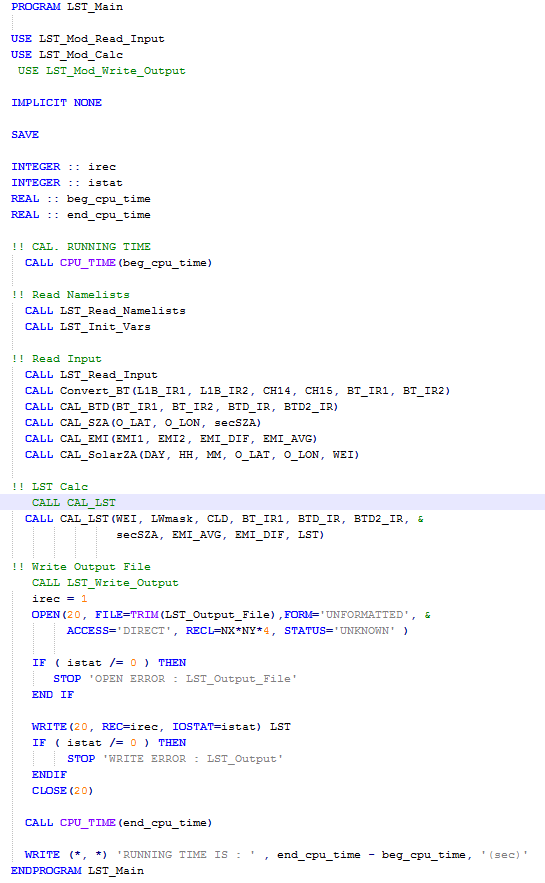 PROGRAM LST_Main
USE LST_Mod_Read_Input
USE LST_Mod_Calc
USE LST_Mod_Write_Output
IMPLICIT NONE
SAVE
INTEGER :: irec
INTEGER :: istat
REAL :: beg_cpu_time
REAL :: end_cpu_time
!! CAL. RUNNING TIME
CALL CPU_TIME(beg_cpu_time)
!! Read Namelists
CALL LST_Read_Namelists
CALL LST_Init_Vars
!! Read Input
CALL LST_Read_Input
CALL Convert_BT(L1B_IR1, L1B_IR2, CH14, CH15, BT_IR1, BT_IR2)
CALL CAL_BTD(BT_IR1, BT_IR2, BTD_IR, BTD2_IR)
CALL CAL_SZA(O_LAT, O_LON, secSZA)
CALL CAL_EMI(EMI1, EMI2, EMI_DIF, EMI_AVG)
CALL CAL_SolarZA(DAY, HH, MM, O_LAT, O_LON, WEI)
!! LST Calc
CALL CAL_LST
CALL CAL_LST(WEI, LWmask, CLD, BT_IR1, BTD_IR, BTD2_IR, &
secSZA, EMI_AVG, EMI_DIF, LST)
!! Write Output File
CALL LST_Write_Output
irec = 1
OPEN(20, FILE=TRIM(LST_Output_File),FORM='UNFORMATTED', &
ACCESS='DIRECT', RECL=NX*NY*4, STATUS='UNKNOWN' )
IF ( istat /= 0 ) THEN
STOP 'OPEN ERROR : LST_Output_File'
END IF
WRITE(20, REC=irec, IOSTAT=istat) LST
IF ( istat /= 0 ) THEN
STOP 'WRITE ERROR : LST_Output'
ENDIF
CLOSE(20)
CALL CPU_TIME(end_cpu_time)
WRITE (*, *) 'RUNNING TIME IS : ' , end_cpu_time - beg_cpu_time, '(sec)'
ENDPROGRAM LST_Main